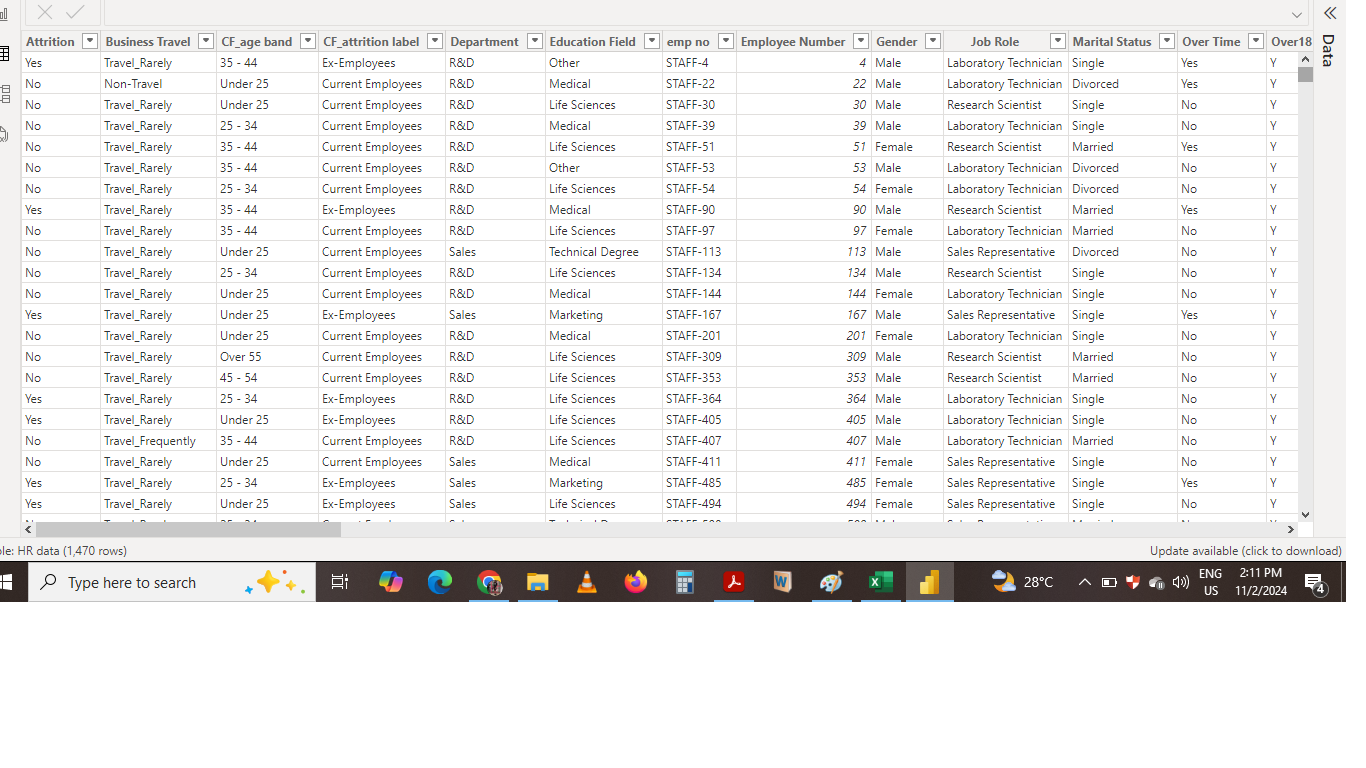 Attrition Business Travel CF_age band CF_attrition label Department Education Field emp no Employee Number Gender Job Role Marital Status Over Time Over18
Yes Travel_Rarely 35 - 44 Ex-Employees R&D Other STAFF-4 4 Male Laboratory Technician Single Yes Y
No Non-Travel Under 25 Current Employees R&D Medical STAFF-22 22 Male Laboratory Technician Divorced Yes Y
No Travel_Rarely Under 25 Current Employees R&D Life Sciences STAFF-30 30 Male Research Scientist Single No Y
No Travel_Rarely 25 - 34 Current Employees R&D Medical STAFF-39 39 Male Laboratory Technician Single No Y
No Travel_Rarely 35 - 44 Current Employees R&D Life Sciences STAFF-51 51 Female Research Scientist Married Yes Y
No Travel_Rarely 35 - 44 Current Employees R&D Other STAFF-53 53 Male Laboratory Technician Divorced No Y
No Travel_Rarely 25 - 34 Current Employees R&D Life Sciences STAFF-54 54 Female Laboratory Technician Divorced No Y
Yes Travel_Rarely 35 - 44 Ex-Employees R&D Medical STAFF-90 90 Male Research Scientist Married Yes Y
No Travel_Rarely 35 - 44 Current Employees R&D Life Sciences STAFF-97 97 Female Laboratory Technician Married No Y
No Travel_Rarely Under 25 Current Employees Sales Technical Degree STAFF-113 113 Male Sales Representative Divorced No Y
No Travel_Rarely 25 - 34 Current Employees R&D Life Sciences STAFF-134 134 Male Research Scientist Single No Y
No Travel_Rarely Under 25 Current Employees R&D Medical STAFF-144 144 Female Laboratory Technician Single No Y
Yes Travel_Rarely Under 25 Ex-Employees Sales Marketing STAFF-167 167 Male Sales Representative Single Yes Y
No Travel_Rarely Under 25 Current Employees R&D Medical STAFF-201 201 Female Laboratory Technician Single No Y
No Travel_Rarely Over 55 Current Employees R&D Life Sciences STAFF-309 309 Male Research Scientist Married No Y
No Travel_Rarely 45 - 54 Current Employees R&D Life Sciences STAFF-353 353 Male Research Scientist Married No Y
Yes Travel_Rarely 25 - 34 Ex-Employees R&D Life Sciences STAFF-364 364 Male Laboratory Technician Single No Y
Yes Travel_Rarely Under 25 Ex-Employees R&D Life Sciences STAFF-405 405 Male Laboratory Technician Single No Y
No Travel_Frequently 35 - 44 Current Employees R&D Life Sciences STAFF-407 407 Male Laboratory Technician Married No Y
No Travel_Rarely Under 25 Current Employees Sales Medical STAFF-411 411 Female Sales Representative Single No Y
Yes Travel_Rarely 25 - 34 Ex-Employees Sales Marketing STAFF-485 485 Female Sales Representative Single Yes Y
Yes Travel_Rarely Under 25 Ex-Employees Sales Life Sciences STAFF-494 494 Female Sales Representative Single No Y
Data
le: HR data (1,470 rows) Update available (click to download)
Type here to search 28°C ENG US 2:11 PM 11/2/2024 4